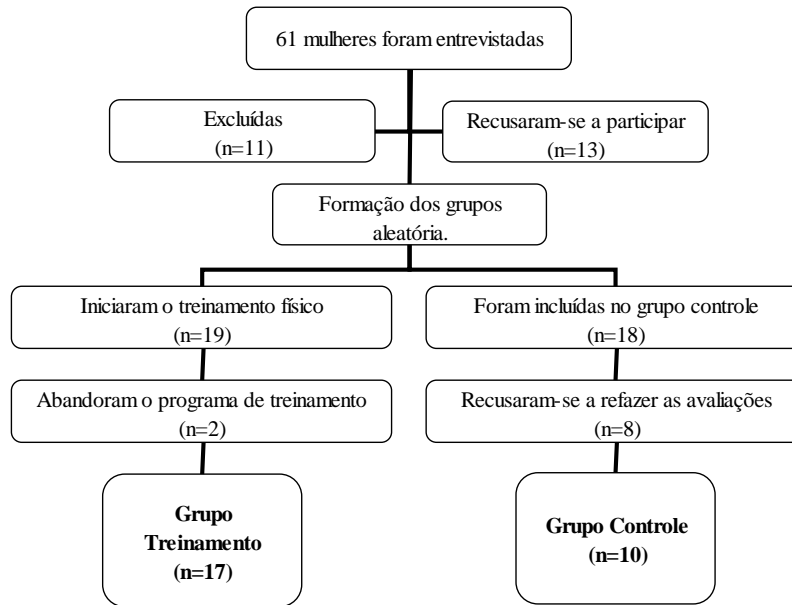 61 mulheres foram entrevistadas
Excluídas
(n=11)
Recusaram-se a participar
(n=13)
Formação dos grupos
aleatória.
Iniciaram o treinamento físico
(n=19)
Foram incluídas no grupo controle
(n=18)
Abandoram o programa de treinamento
(n=2)
Recusaram-se a refazer as avaliações
(n=8)
Grupo
Treinamento
(n=17)
Grupo Controle
(n=10)